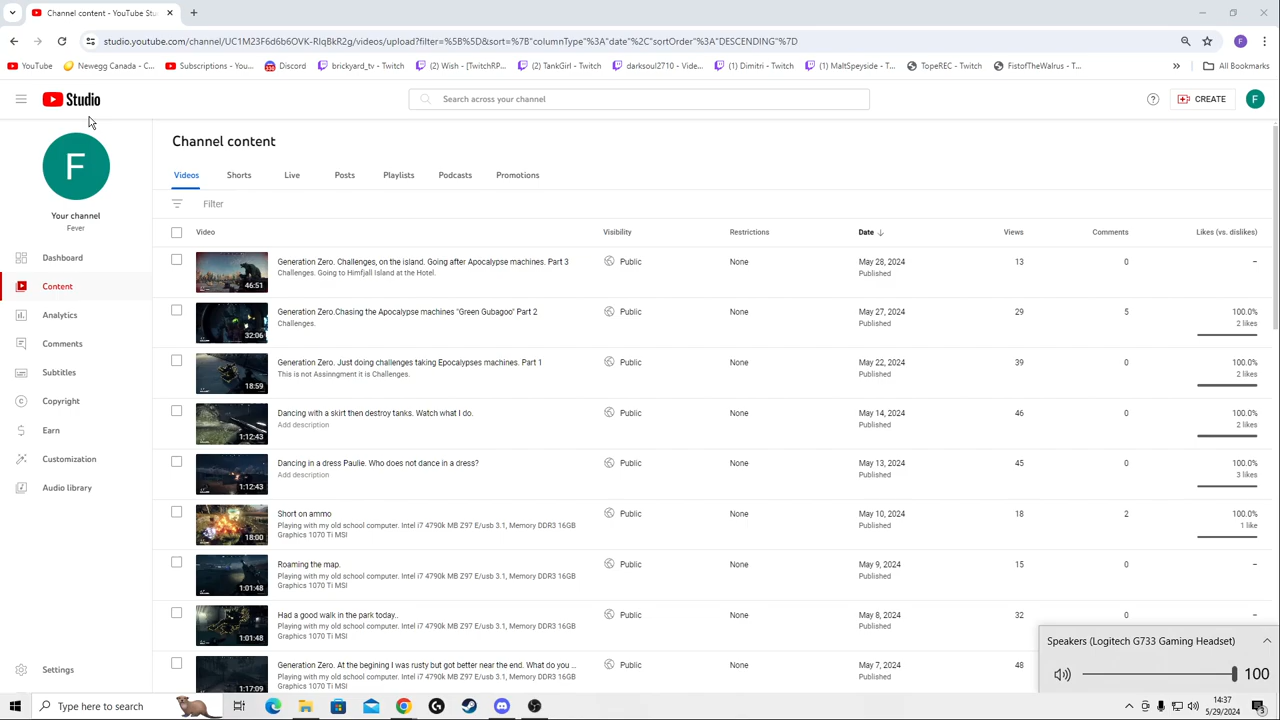 Channel content - YouTube Stu
studio.youtube.com/channel/UC1M23F6d6b6OVK-RlqBkR2g/videos/upload?filter=%5B%5D&sort=%7B"columnType"%3A"date"%2C"sortOrder"%3A"DESCENDING"%7D
YouTube Newegg Canada - C... Subscriptions - You... Discord brickyard_tv - Twitch (2) Wish - [TwitchRP... (2) TankGirl - Twitch darksoul2710 - Vide... (1) Dimitri - Twitch (1) MaltSpeyside - T... TopeREC - Twitch FistofTheWalrus - T... » All Bookmarks
Studio
Search across your channel
CREATE
F
F
Your channel
Fever
Dashboard
Content
Analytics
Comments
Subtitles
Copyright
Earn
Customization
Audio library
Settings
Channel content
Videos Shorts Live Posts Playlists Podcasts Promotions
Filter
Video Visibility Restrictions Date Views Comments Likes (vs. dislikes)
Generation Zero. Challenges, on the island. Going after Apocalypse machines. Part 3 Public None May 28, 2024 13 0 –
Challenges. Going to Himfjall Island at the Hotel. Published
46:51
Generation Zero.Chasing the Apocalypse machines "Green Gubagoo" Part 2 Public None May 27, 2024 29 5 100.0%
Challenges. Published 2 likes
32:06
Generation Zero. Just doing challenges taking Epocalypses machines. Part 1 Public None May 22, 2024 39 0 100.0%
This is not Assinngment it is Challenges. Published 2 likes
18:59
Dancing with a skirt then destroy tanks. Watch what I do. Public None May 14, 2024 46 0 100.0%
Add description Published 2 likes
1:12:43
Dancing in a dress Paulie. Who does not dance in a dress? Public None May 13, 2024 45 0 100.0%
Add description Published 3 likes
1:12:43
Short on ammo Public None May 10, 2024 18 2 100.0%
Playing with my old school computer. Intel i7 4790k MB Z97 E/usb 3.1, Memory DDR3 16GB Published 1 like
Graphics 1070 Ti MSI
18:00
Roaming the map. Public None May 9, 2024 15 0 –
Playing with my old school computer. Intel i7 4790k MB Z97 E/usb 3.1, Memory DDR3 16GB Published
Graphics 1070 Ti MSI
1:01:48
Had a good walk in the park today.. Public None May 8, 2024 32 0 –
Playing with my old school computer. Intel i7 4790k MB Z97 E/usb 3.1, Memory DDR3 16GB Published
Graphics 1070 Ti MSI
1:01:48
Generation Zero. At the begining I was rusty but got better near the end. What do you ... Public None May 7, 2024 48
Playing with my old school computer. Intel i7 4790k MB Z97 E/usb 3.1, Memory DDR3 16GB Published
Graphics 1070 Ti MSI
1:17:09
Speakers (Logitech G733 Gaming Headset)
100
Type here to search
14:37
5/29/2024
3